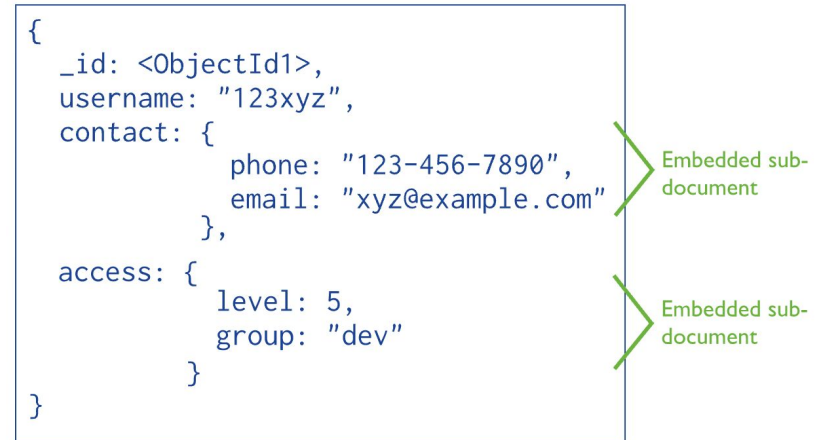 {
_id: <ObjectId1>,
username: "123xyz",
contact: {
phone: "123-456-7890",
email: "xyz@example.com"
},
Embedded sub-
document
access: {
level: 5,
group: "dev"
}
Embedded sub-
document
}